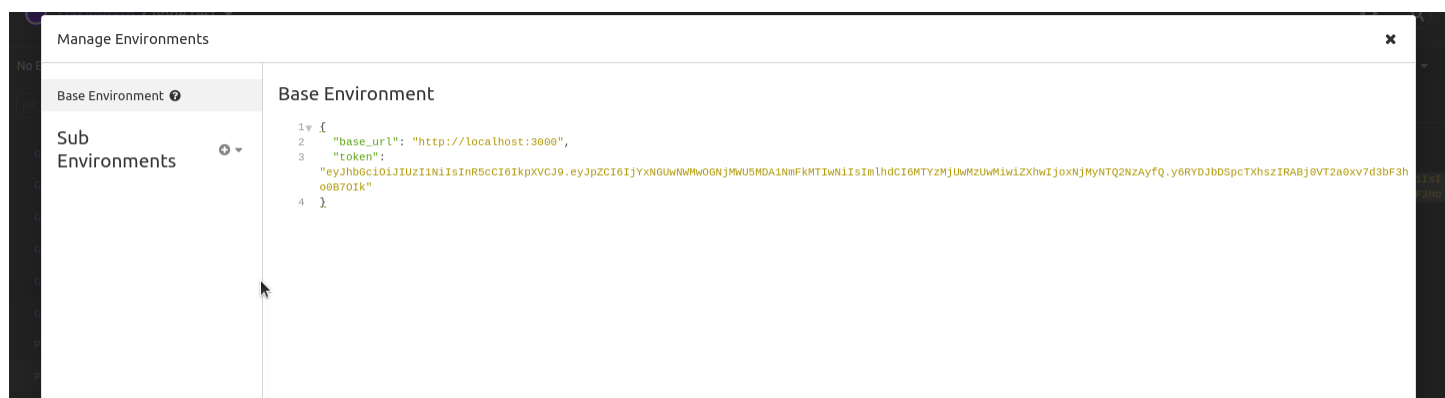 Manage Environments
No E
Base Environment
Base Environment
Sub
Environments
1 {
2 "base_url": "http://localhost:3000",
3 "token":
"eyJhbGciOiJIUzI1NiIsInR5cCI6IkpXVCJ9.eyJpZCI6IjYxNGUwNWMwOGNjMWU5MDA1NmFkMTIwNiIsImlhdCI6MTYzMjUwMzUwMiwiZXhwIjoxNjMyNTQ2NzAyfQ.y6RYDJbDSpcTXhszIRABj0VT2a0xv7d3bF3h
o0B7OIk"
4 }